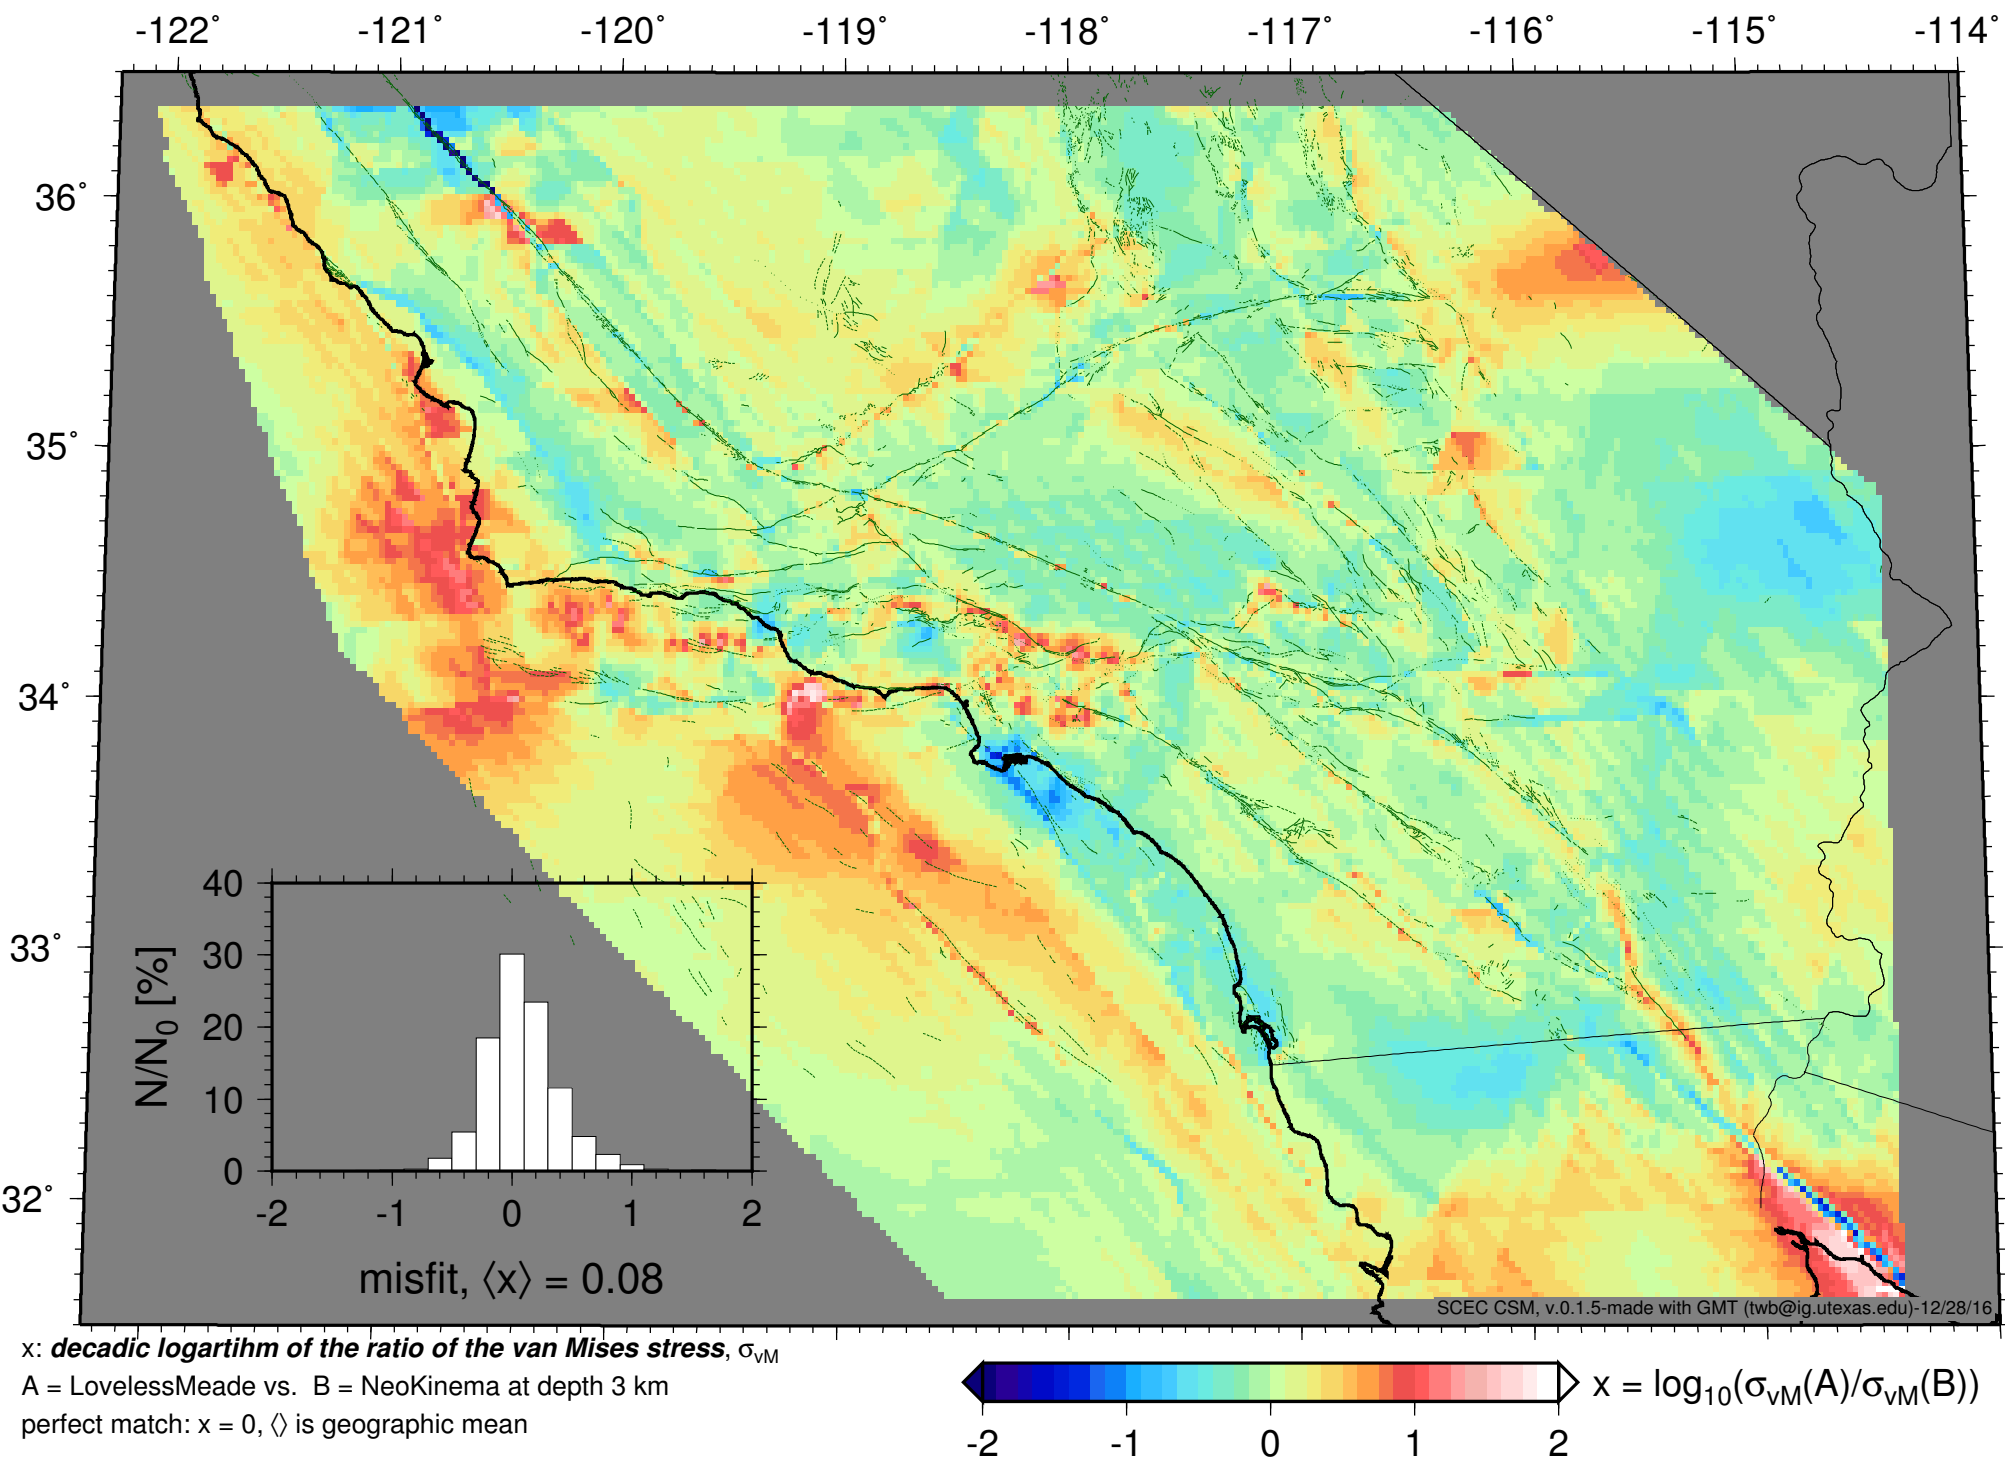 -122˚ -121˚ -120˚ -119˚ -118˚ -117˚ -116˚ -115˚ -114˚
36˚
35˚
34˚
33˚
32˚
40
30
20
10
0
N/N0 [%]
-2 -1 0 1 2
misfit, ⟨x⟩ = 0.08
SCEC CSM, v.0.1.5-made with GMT (twb@ig.utexas.edu)-12/28/16
x: decadic logartihm of the ratio of the van Mises stress, σvM
A = LovelessMeade vs. B = NeoKinema at depth 3 km
perfect match: x = 0, ⟨⟩ is geographic mean
x = log10(σvM(A)/σvM(B))
-2 -1 0 1 2